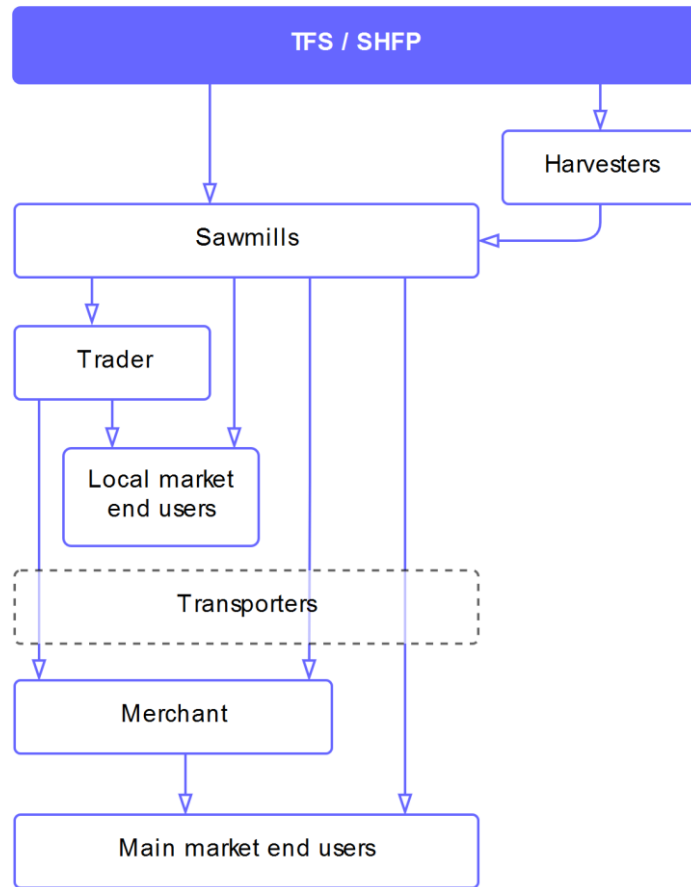 TFS / SHFP
Harvesters
Sawmills
Trader
Local market
end users
Transporters
Merchant
Main market end users